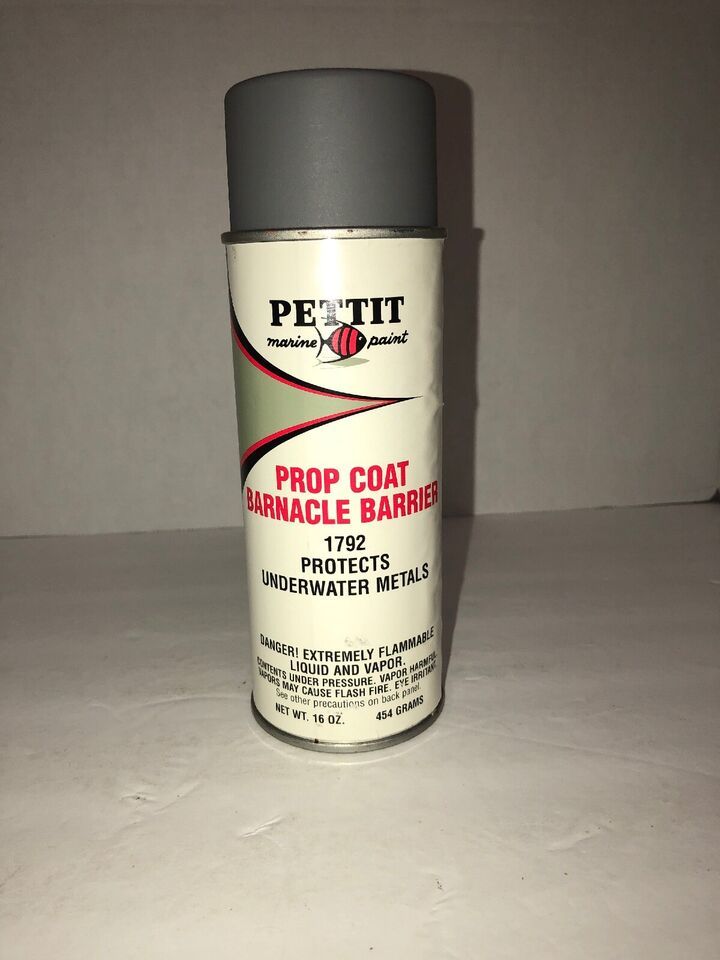 PETTIT
marine paint
PROP COAT
BARNACLE BARRIER
1792
PROTECTS
UNDERWATER METALS
DANGER! EXTREMELY FLAMMABLE
LIQUID AND VAPOR.
CONTENTS UNDER PRESSURE. VAPOR HARMFUL.
VAPORS MAY CAUSE FLASH FIRE. EYE IRRITANT.
See other precautions on back panel.
NET WT. 16 OZ. 454 GRAMS